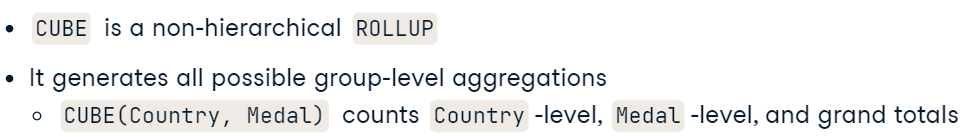 • CUBE is a non-hierarchical ROLLUP
• It generates all possible group-level aggregations
◦ CUBE(Country, Medal) counts Country -level, Medal -level, and grand totals